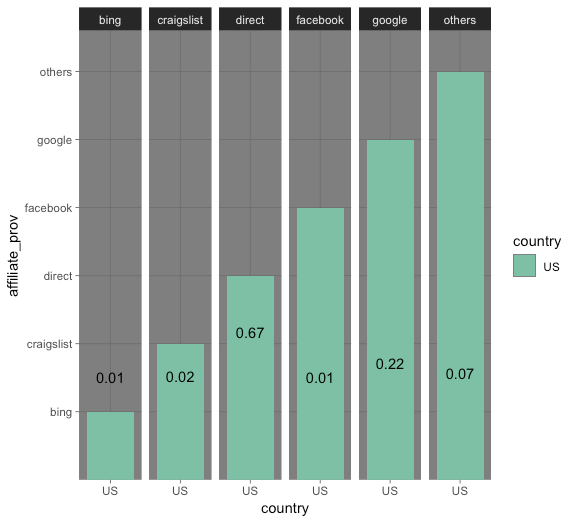 bing craigslist direct facebook google others
others
google
facebook
direct
craigslist
bing
affiliate_prov
0.01 0.02 0.67 0.01 0.22 0.07
US US US US US US
country
country
US